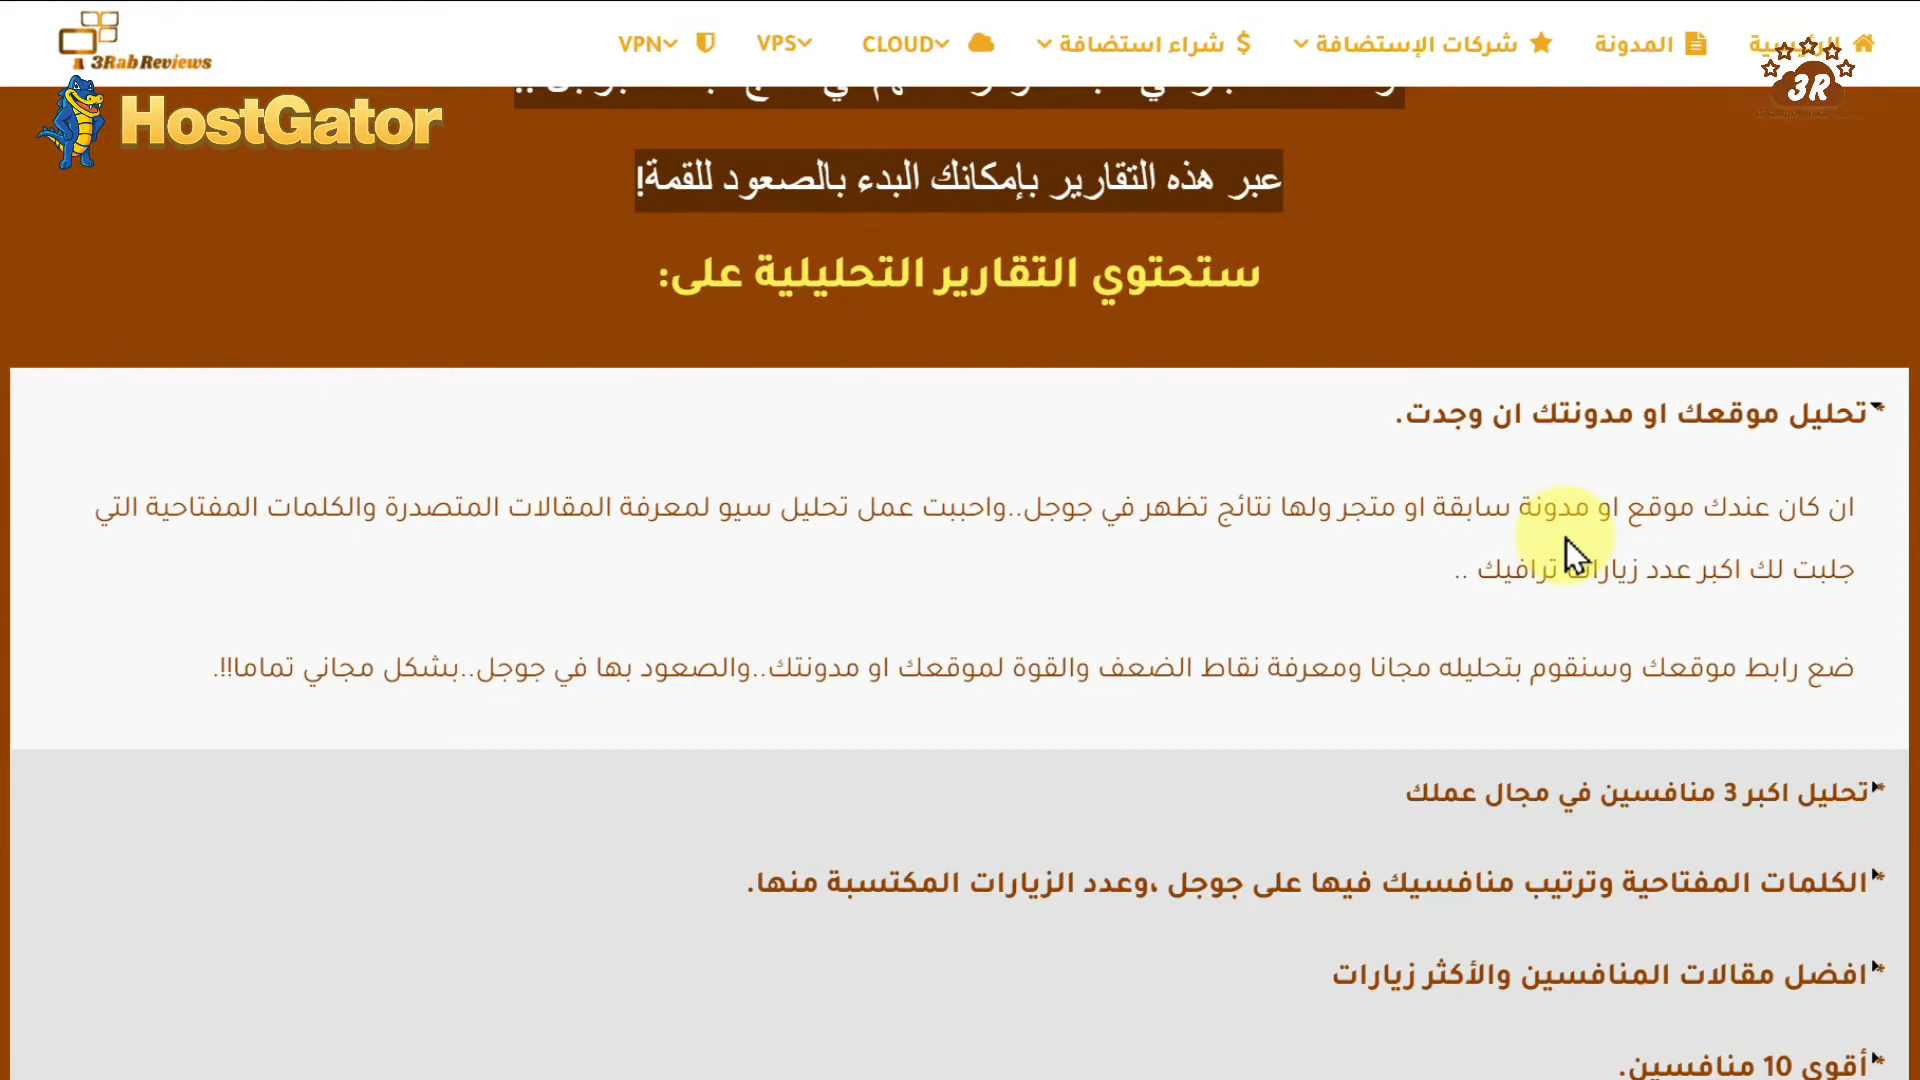 3Rab Reviews
الرئيسية
المدونة
شركات الإستضافة
شراء استضافة
CLOUD
VPS
VPN
3R
HostGator
عبر هذه التقارير بإمكانك البدء بالصعود للقمة!
ستحتوي التقارير التحليلية على:
تحليل موقعك او مدونتك ان وجدت.
ان كان عندك موقع او مدونة سابقة او متجر ولها نتائج تظهر في جوجل..واحببت عمل تحليل سيو لمعرفة المقالات المتصدرة والكلمات المفتاحية التي
جلبت لك اكبر عدد زيارات ترافيك ..
ضع رابط موقعك وسنقوم بتحليله مجانا ومعرفة نقاط الضعف والقوة لموقعك او مدونتك..والصعود بها في جوجل..بشكل مجاني تماما!!.
تحليل اكبر 3 منافسين في مجال عملك
الكلمات المفتاحية وترتيب منافسيك فيها على جوجل ،وعدد الزيارات المكتسبة منها.
افضل مقالات المنافسين والأكثر زيارات
أقوى 10 منافسين.